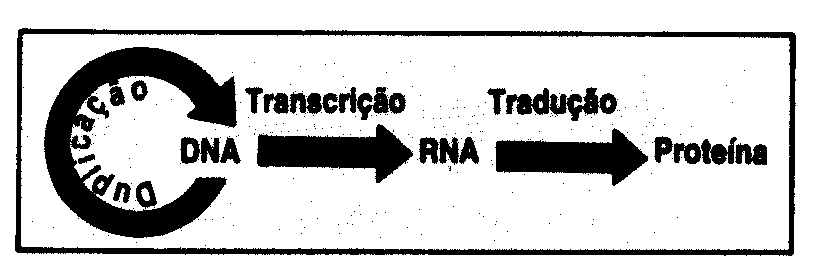 Duplicação
Transcrição
Tradução
DNA
RNA
Proteína